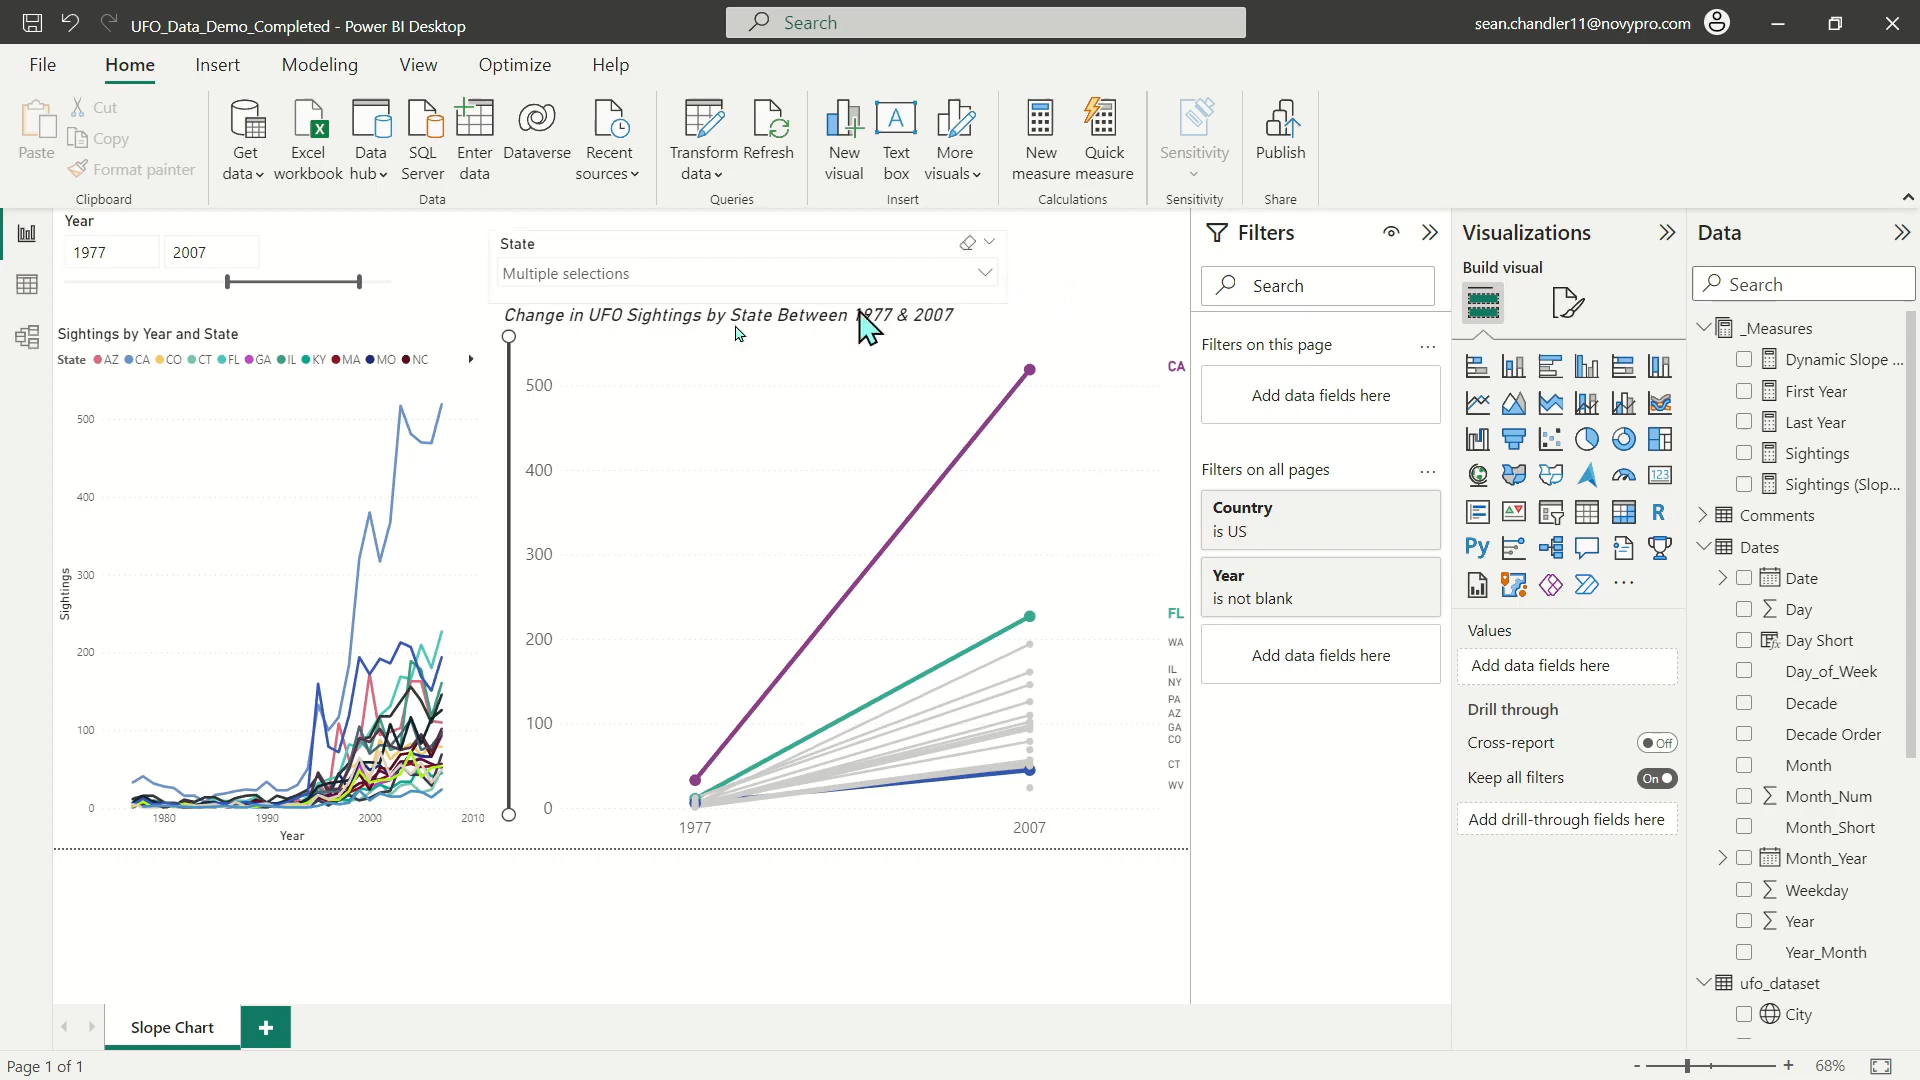 UFO_Data_Demo_Completed - Power BI Desktop
Search
sean.chandler11@novypro.com
File Home Insert Modeling View Optimize Help
Paste
Cut
Copy
Format painter
Clipboard
Get data
Excel workbook
Data hub
SQL Server
Enter data
Dataverse
Recent sources
Data
Transform data
Refresh
Queries
New visual
Text box
More visuals
Insert
New measure
Quick measure
Calculations
Sensitivity
Sensitivity
Publish
Share
Year
1977 2007
State
Multiple selections
Sightings by Year and State
State AZ CA CO CT FL GA IL KY MA MO NC
500
400
300
200
100
0
Sightings
1980 1990 2000 2010
Year
Change in UFO Sightings by State Between 1977 & 2007
500
400
300
200
100
0
1977 2007
CA
FL
WA
IL
NY
PA
AZ
GA
CO
CT
WV
Filters
Search
Filters on this page ...
Add data fields here
Filters on all pages ...
Country
is US
Year
is not blank
Add data fields here
Visualizations
Build visual
123
R
Py
...
Values
Add data fields here
Drill through
Cross-report Off
Keep all filters On
Add drill-through fields here
Data
Search
_Measures
Dynamic Slope ...
First Year
Last Year
Sightings
Sightings (Slop...
Comments
Dates
Date
Day
Day Short
Day_of_Week
Decade
Decade Order
Month
Month_Num
Month_Short
Month_Year
Weekday
Year
Year_Month
ufo_dataset
City
Slope Chart
Page 1 of 1
68%